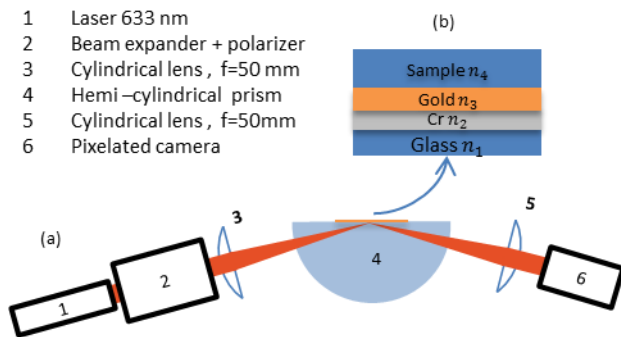 1 Laser 633 nm
2 Beam expander + polarizer
3 Cylindrical lens , f=50 mm
4 Hemi –cylindrical prism
5 Cylindrical lens , f=50mm
6 Pixelated camera
(b)
Sample n₄
Gold n₃
Cr n₂
Glass n₁
(a)
1
2
3
4
5
6